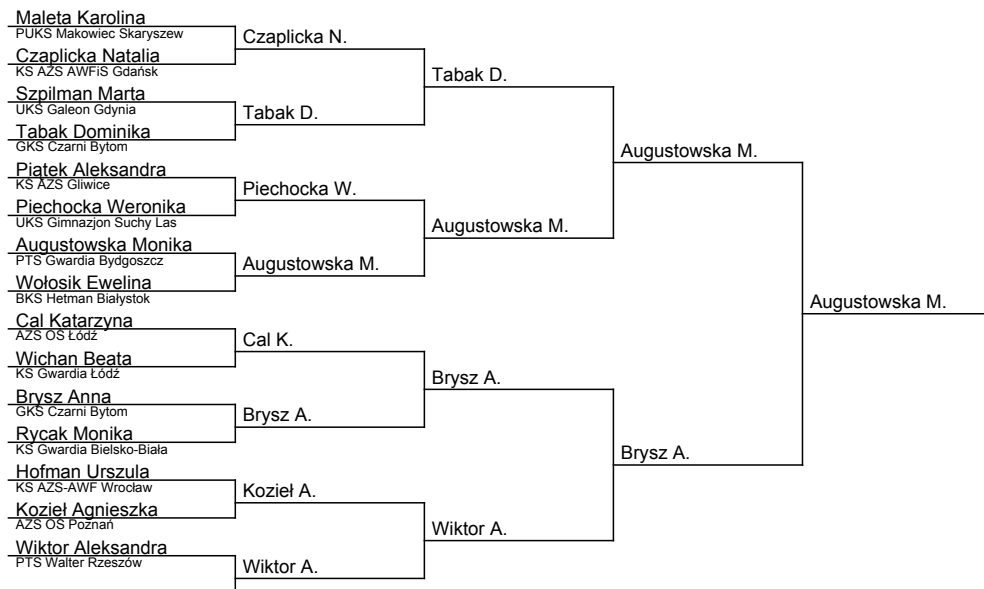 Maleta Karolina
PUKS Makowiec Skaryszew
Czaplicka Natalia
KS AZS AWFiS Gdańsk
Szpilman Marta
UKS Galeon Gdynia
Tabak Dominika
GKS Czarni Bytom
Piątek Aleksandra
KS AZS Gliwice
Piechocka Weronika
UKS Gimnazjon Suchy Las
Augustowska Monika
PTS Gwardia Bydgoszcz
Wołosik Ewelina
BKS Hetman Białystok
Cal Katarzyna
AZS OŚ Łódź
Wichan Beata
KS Gwardia Łódź
Brysz Anna
GKS Czarni Bytom
Rycak Monika
KS Gwardia Bielsko-Biała
Hofman Urszula
KS AZS-AWF Wrocław
Kozieł Agnieszka
AZS OŚ Poznań
Wiktor Aleksandra
PTS Walter Rzeszów
Czaplicka N.
Tabak D.
Piechocka W.
Augustowska M.
Cal K.
Brysz A.
Kozieł A.
Wiktor A.
Tabak D.
Augustowska M.
Brysz A.
Wiktor A.
Augustowska M.
Brysz A.
Augustowska M.